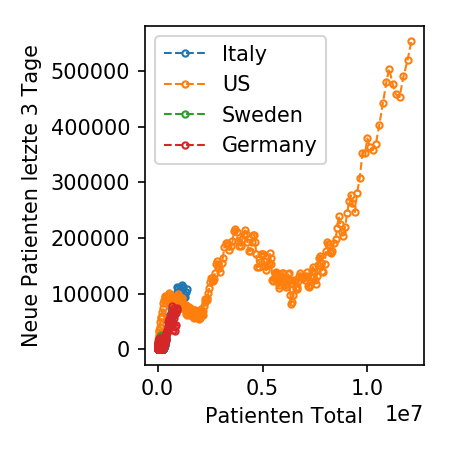 Italy
US
Sweden
Germany
Neue Patienten letzte 3 Tage
500000
400000
300000
200000
100000
0
0.0 0.5 1.0
1e7
Patienten Total